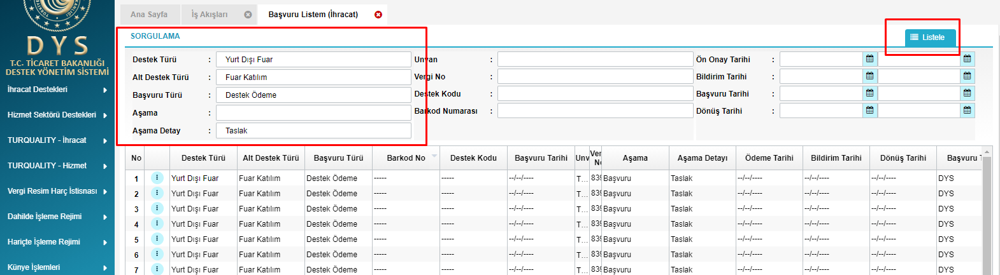 DYS
T.C. TİCARET BAKANLIĞI
DESTEK YÖNETİM SİSTEMİ
İhracat Destekleri
Hizmet Sektörü Destekleri
TURQUALITY - İhracat
TURQUALITY - Hizmet
Vergi Resim Harç İstisnası
Dahilde İşleme Rejimi
Hariçte İşleme Rejimi
Künye İşlemleri
Ana Sayfa İş Akışları Başvuru Listem (İhracat)
SORGULAMA Listele
Destek Türü : Yurt Dışı Fuar Unvan : Ön Onay Tarihi :
Alt Destek Türü : Fuar Katılım Vergi No : Bildirim Tarihi :
Başvuru Türü : Destek Ödeme Destek Kodu : Başvuru Tarihi :
Aşama : Barkod Numarası : Dönüş Tarihi :
Aşama Detay : Taslak
No Destek Türü Alt Destek Türü Başvuru Türü Barkod No Destek Kodu Başvuru Tarihi Aşama Aşama Detayı Ödeme Tarihi Bildirim Tarihi Dönüş Tarihi
1 Yurt Dışı Fuar Fuar Katılım Destek Ödeme ----- ----- --/--/---- T... 839 Başvuru Taslak --/--/---- --/--/---- --/--/---- DYS
2 Yurt Dışı Fuar Fuar Katılım Destek Ödeme ----- ----- --/--/---- T... 839 Başvuru Taslak --/--/---- --/--/---- --/--/---- DYS
3 Yurt Dışı Fuar Fuar Katılım Destek Ödeme ----- ----- --/--/---- T... 839 Başvuru Taslak --/--/---- --/--/---- --/--/---- DYS
4 Yurt Dışı Fuar Fuar Katılım Destek Ödeme ----- ----- --/--/---- T... 839 Başvuru Taslak --/--/---- --/--/---- --/--/---- DYS
5 Yurt Dışı Fuar Fuar Katılım Destek Ödeme ----- ----- --/--/---- T... 839 Başvuru Taslak --/--/---- --/--/---- --/--/---- DYS
6 Yurt Dışı Fuar Fuar Katılım Destek Ödeme ----- ----- --/--/---- T... 839 Başvuru Taslak --/--/---- --/--/---- --/--/---- DYS
7 Yurt Dışı Fuar Fuar Katılım Destek Ödeme ----- ----- --/--/---- T... 839 Başvuru Taslak --/--/---- --/--/---- --/--/---- DYS